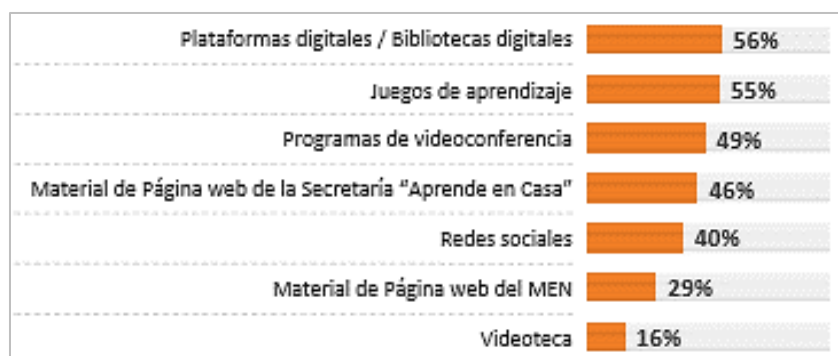 Plataformas digitales / Bibliotecas digitales 56%
Juegos de aprendizaje 55%
Programas de videoconferencia 49%
Material de Página web de la Secretaría "Aprende en Casa" 46%
Redes sociales 40%
Material de Página web del MEN 29%
Videoteca 16%